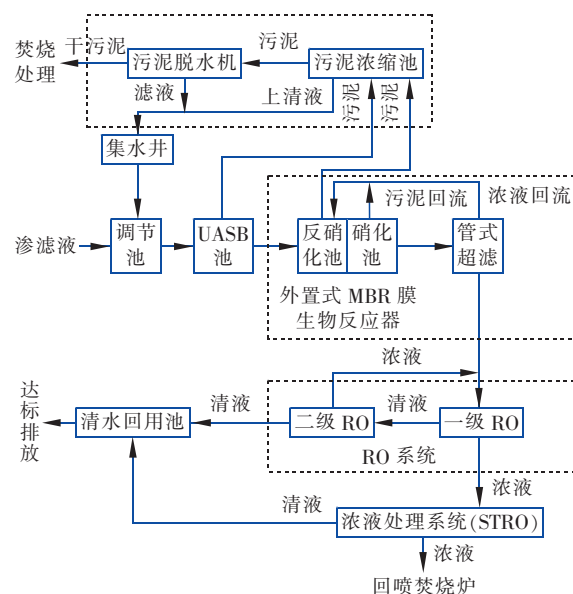 焚烧
处理
干污泥
污泥脱水机
污泥
污泥浓缩池
滤液
上清液
污泥
污泥
集水井
渗滤液
调节
池
UASB
池
反硝
化池
硝化
池
污泥回流
浓液回流
管式
超滤
外置式 MBR 膜
生物反应器
浓液
达标排放
清水回用池
清液
二级 RO
清液
一级 RO
RO 系统
清液
浓液
浓液处理系统(STRO)
浓液
回喷焚烧炉